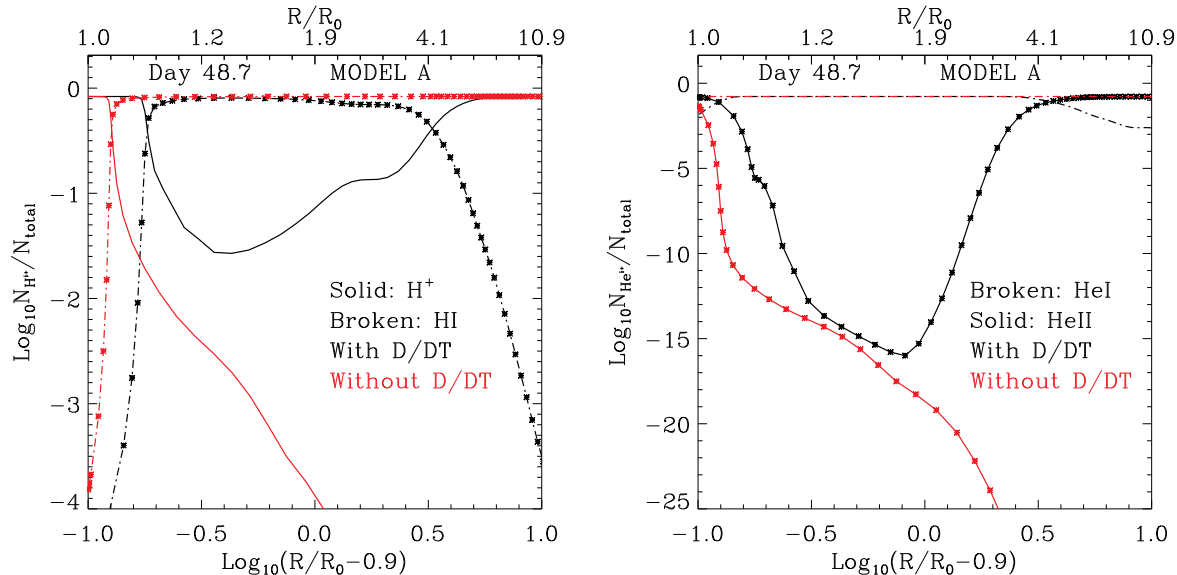 R/R₀
1.0 1.2 1.9 4.1 10.9
Day 48.7 MODEL A
0
−1
−2
−3
−4
Log₁₀N_Hⁱ⁺/N_total
Solid: H⁺
Broken: HI
With D/DT
Without D/DT
−1.0 −0.5 0.0 0.5 1.0
Log₁₀(R/R₀−0.9)
R/R₀
1.0 1.2 1.9 4.1 10.9
Day 48.7 MODEL A
0
−5
−10
−15
−20
−25
Log₁₀N_Heⁱ⁺/N_total
Broken: HeI
Solid: HeII
With D/DT
Without D/DT
−1.0 −0.5 0.0 0.5 1.0
Log₁₀(R/R₀−0.9)